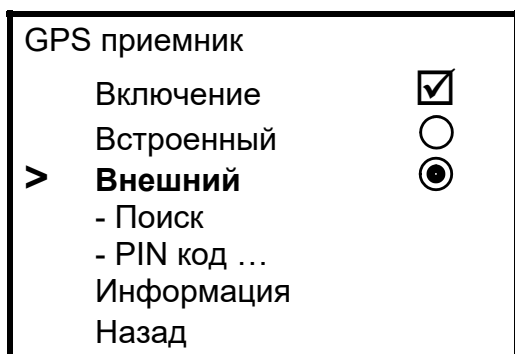 GPS приемник
Включение
Встроенный
> Внешний
- Поиск
- PIN код …
Информация
Назад